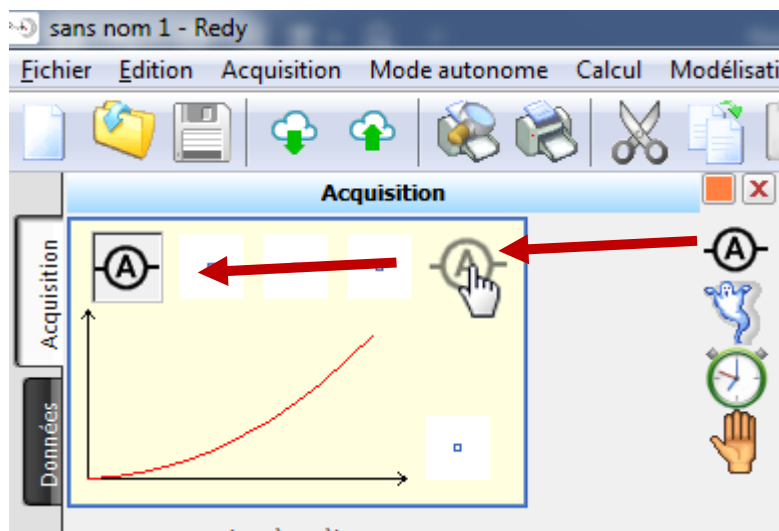 sans nom 1 - Redy
Fichier Edition Acquisition Mode autonome Calcul Modélisati
Acquisition
A
A
A
Acquisition
Données